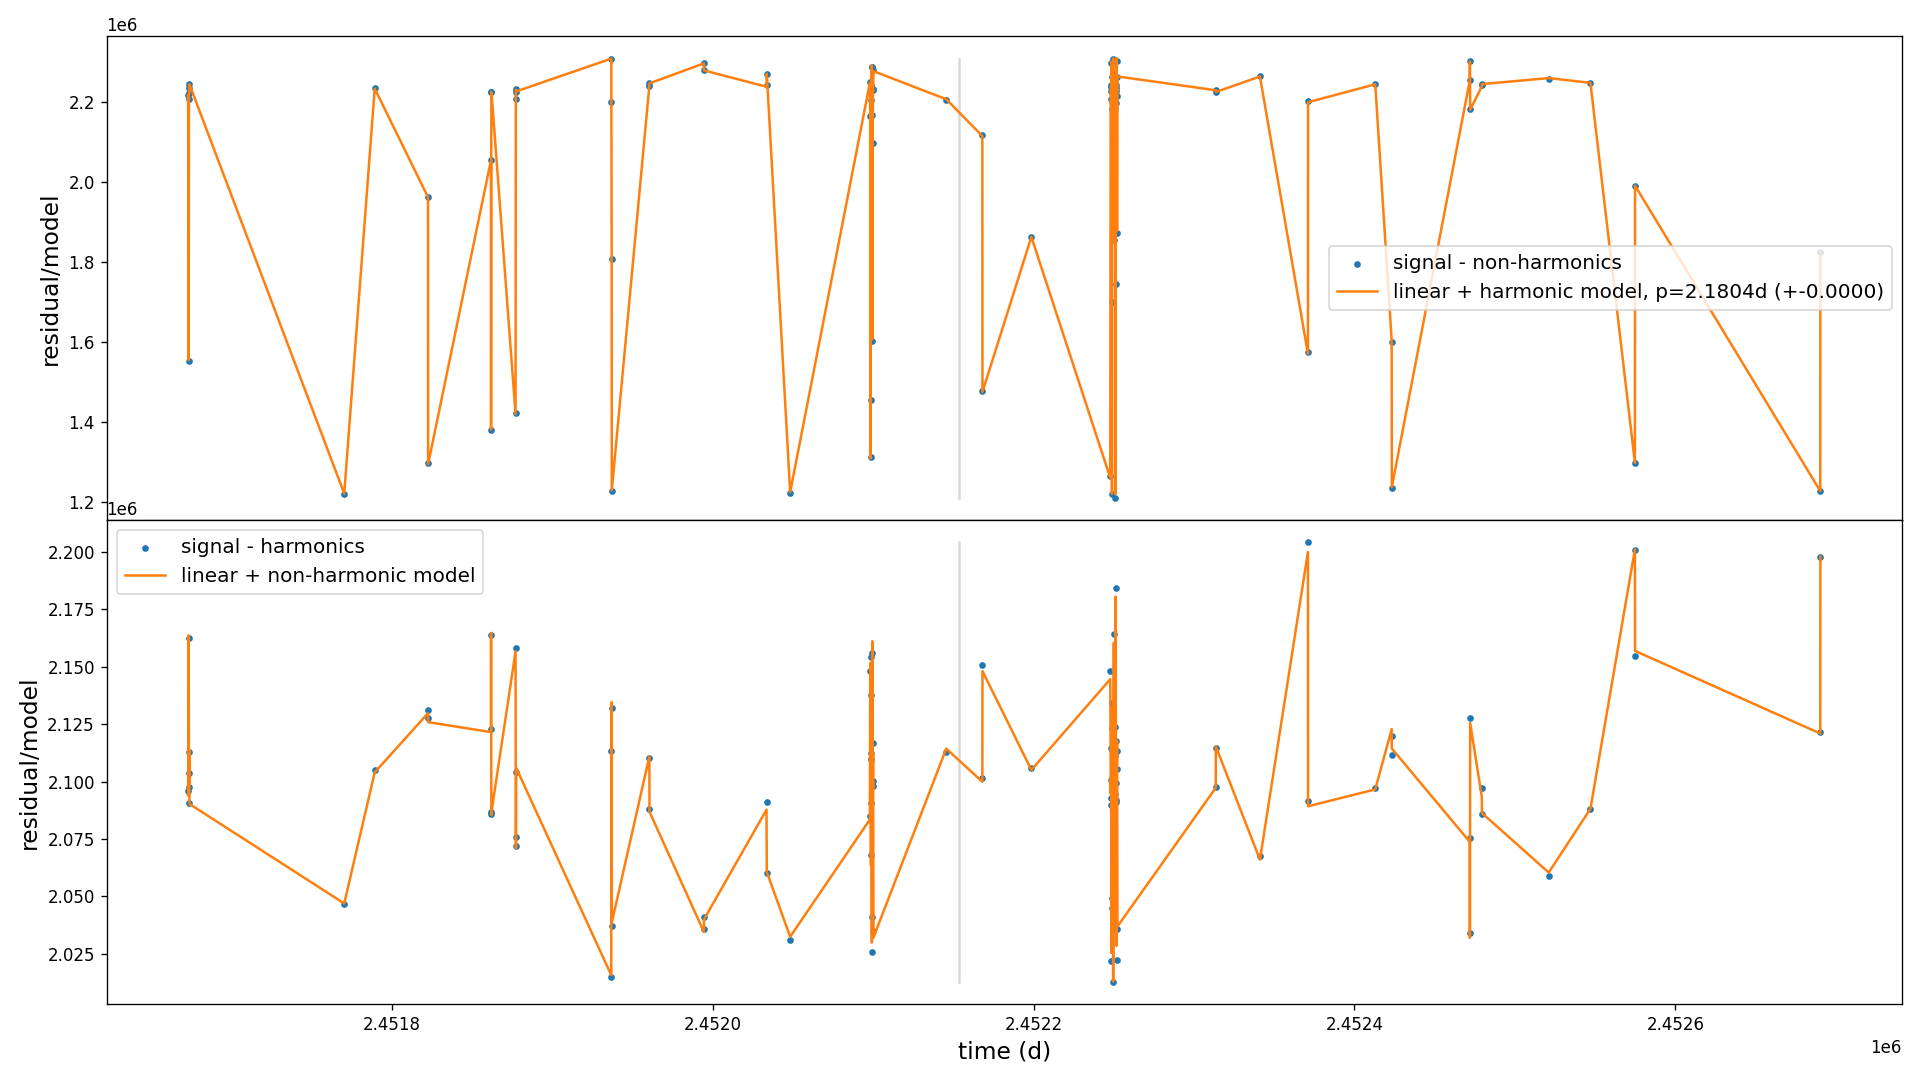 1e6
2.2
2.0
1.8
1.6
1.4
1.2
residual/model
signal - non-harmonics
linear + harmonic model, p=2.1804d (+-0.0000)
1e6
2.200
2.175
2.150
2.125
2.100
2.075
2.050
2.025
residual/model
signal - harmonics
linear + non-harmonic model
2.4518
2.4520
2.4522
2.4524
2.4526
1e6
time (d)